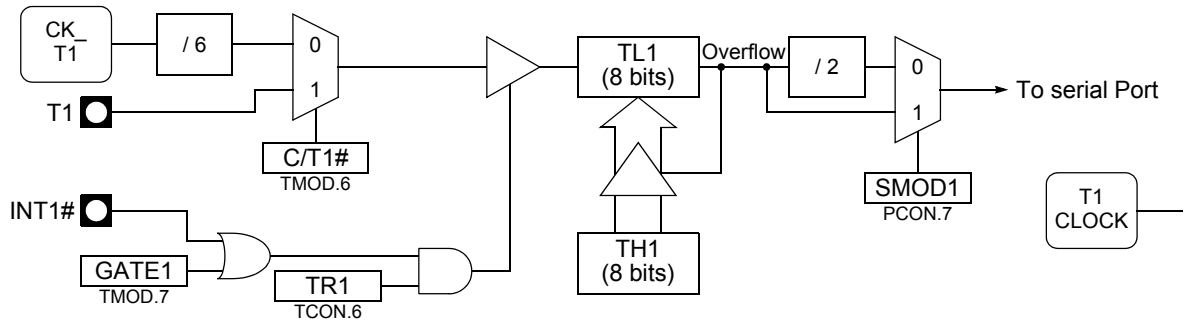 CK_
T1
/ 6
0
1
T1
C/T1#
TMOD.6
INT1#
GATE1
TMOD.7
TR1
TCON.6
TL1
(8 bits)
Overflow
/ 2
0
1
To serial Port
SMOD1
PCON.7
TH1
(8 bits)
T1
CLOCK